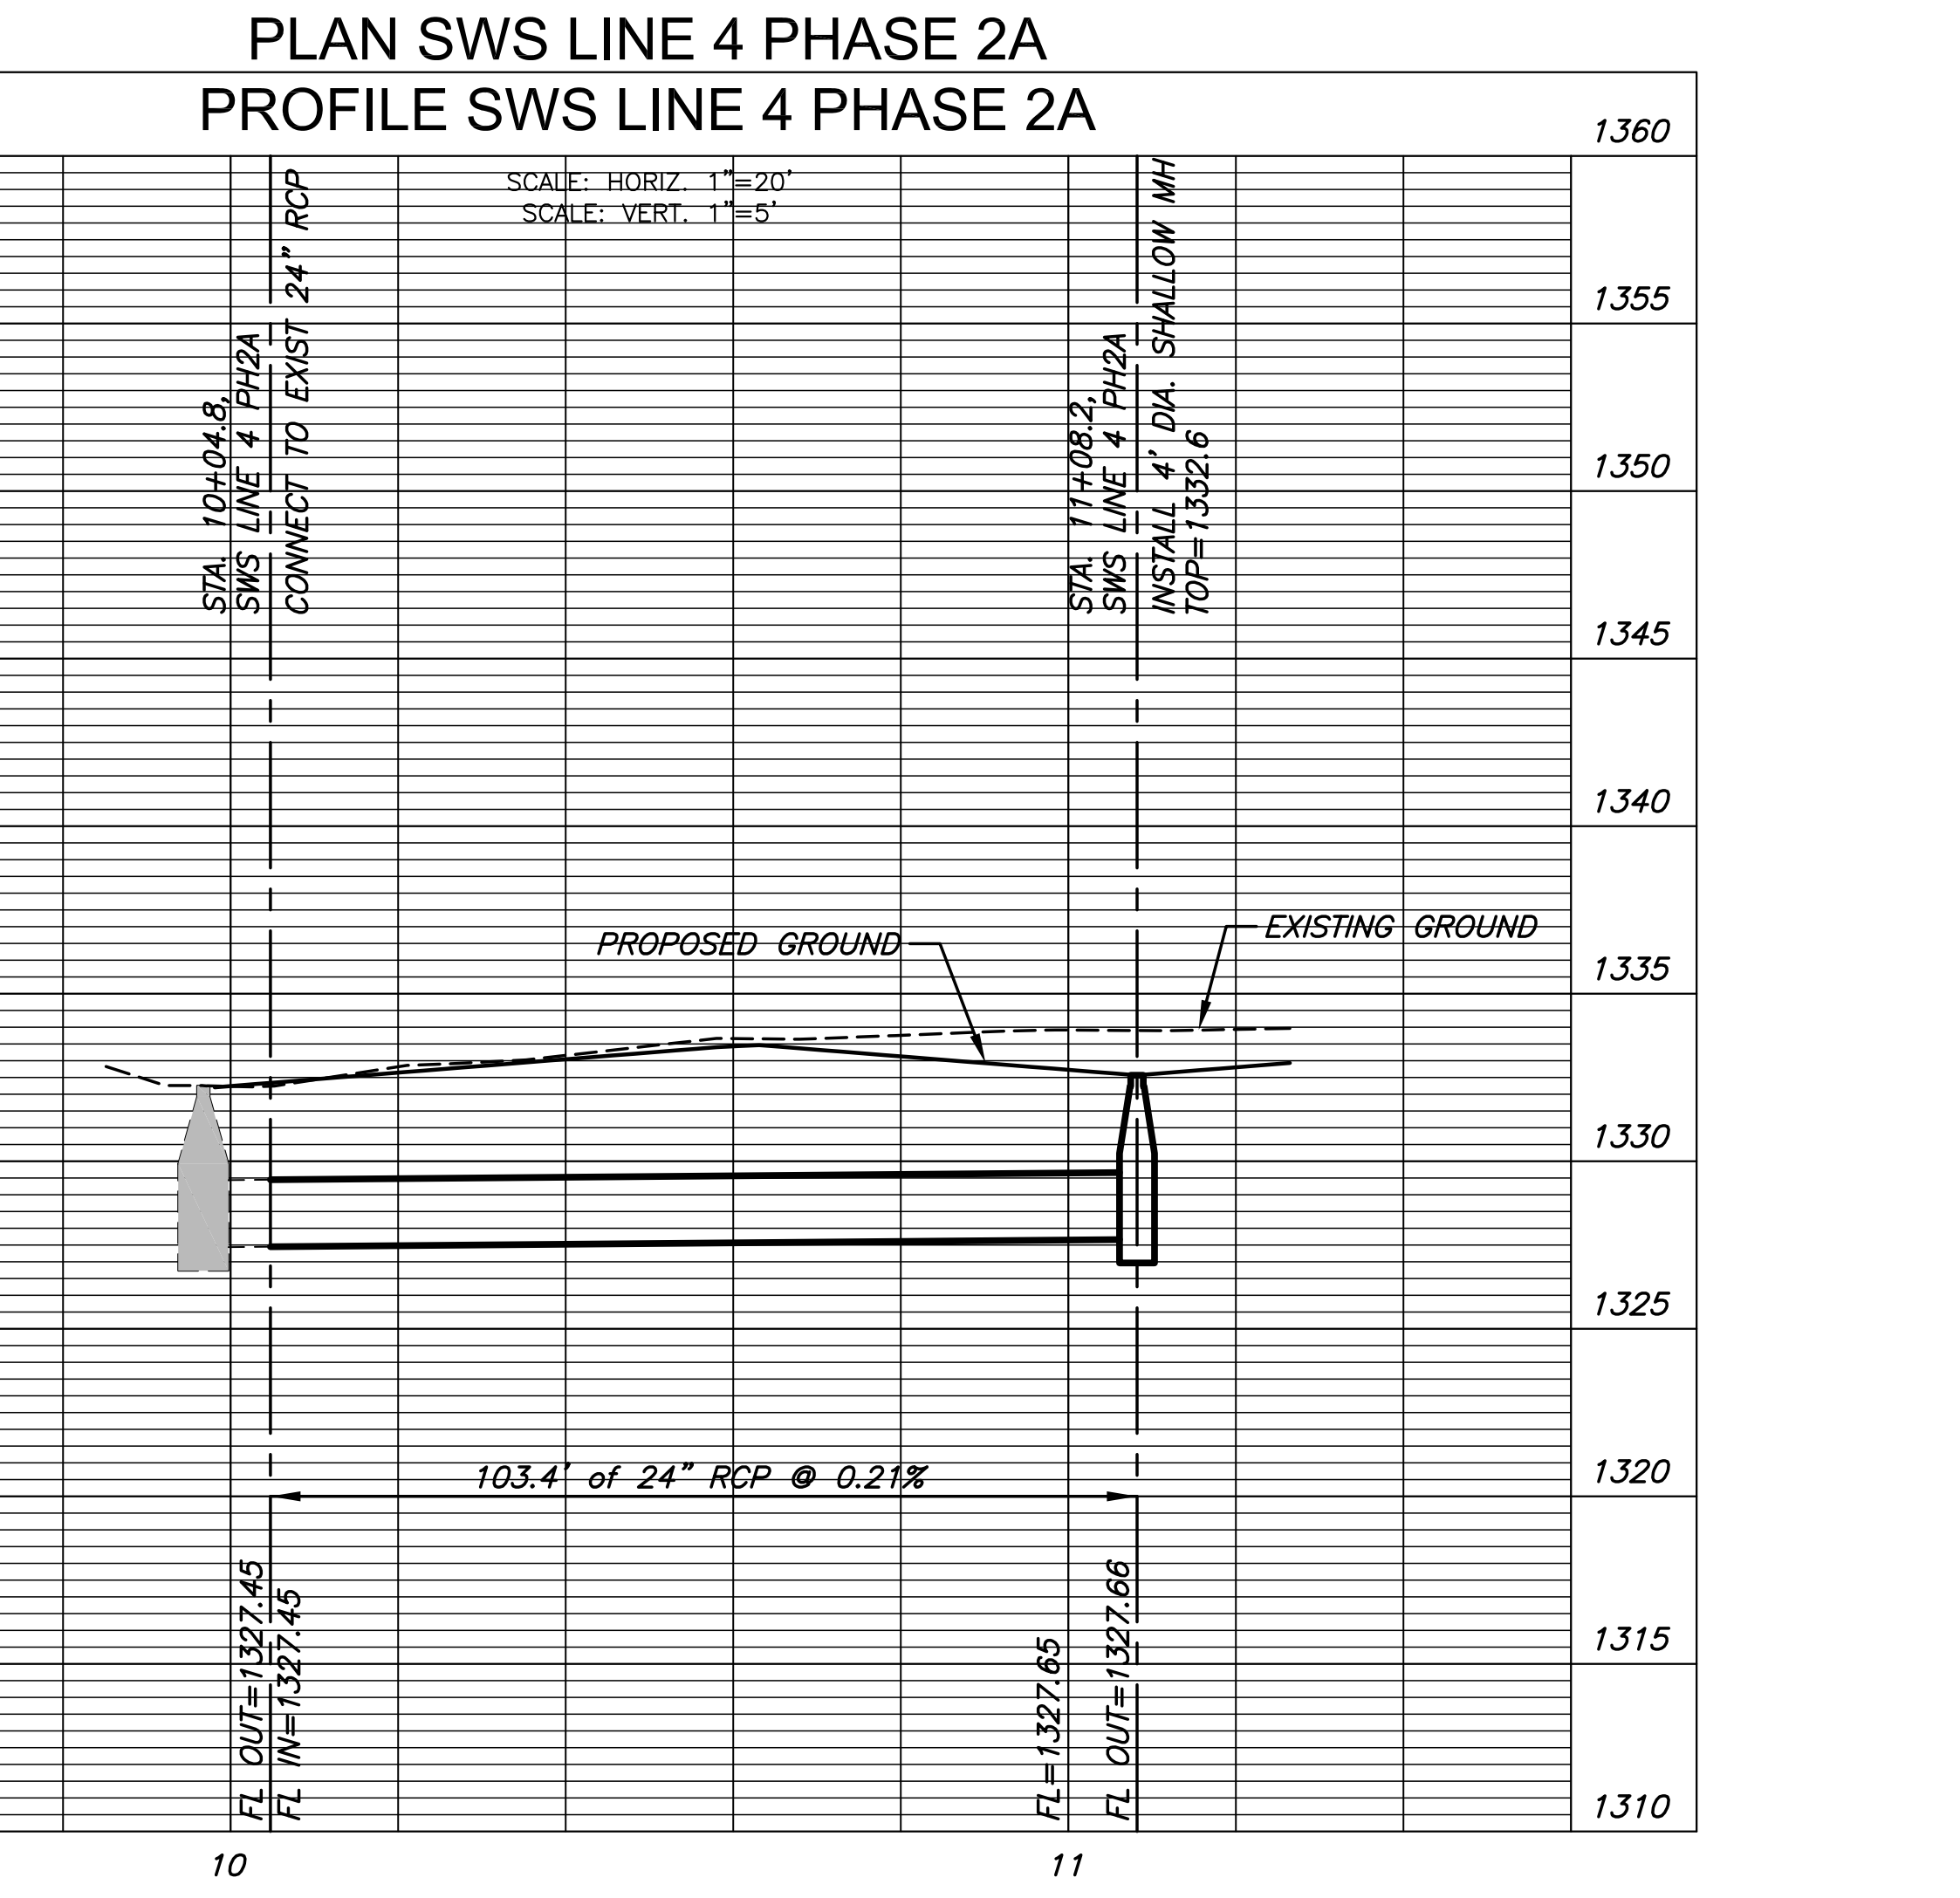 PLAN SWS LINE 4 PHASE 2A
PROFILE SWS LINE 4 PHASE 2A
SCALE: HORIZ. 1"=20'
SCALE: VERT. 1"=5'
STA. 10+04.8,
SWS LINE 4 PH2A
CONNECT TO EXIST 24" RCP
STA. 11+08.2,
SWS LINE 4 PH2A
INSTALL 4' DIA. SHALLOW MH
TOP=1332.6
PROPOSED GROUND
EXISTING GROUND
103.4' of 24" RCP @ 0.21%
FL OUT=1327.45
FL IN=1327.45
FL=1327.65
FL OUT=1327.66
1360
1355
1350
1345
1340
1335
1330
1325
1320
1315
1310
10
11